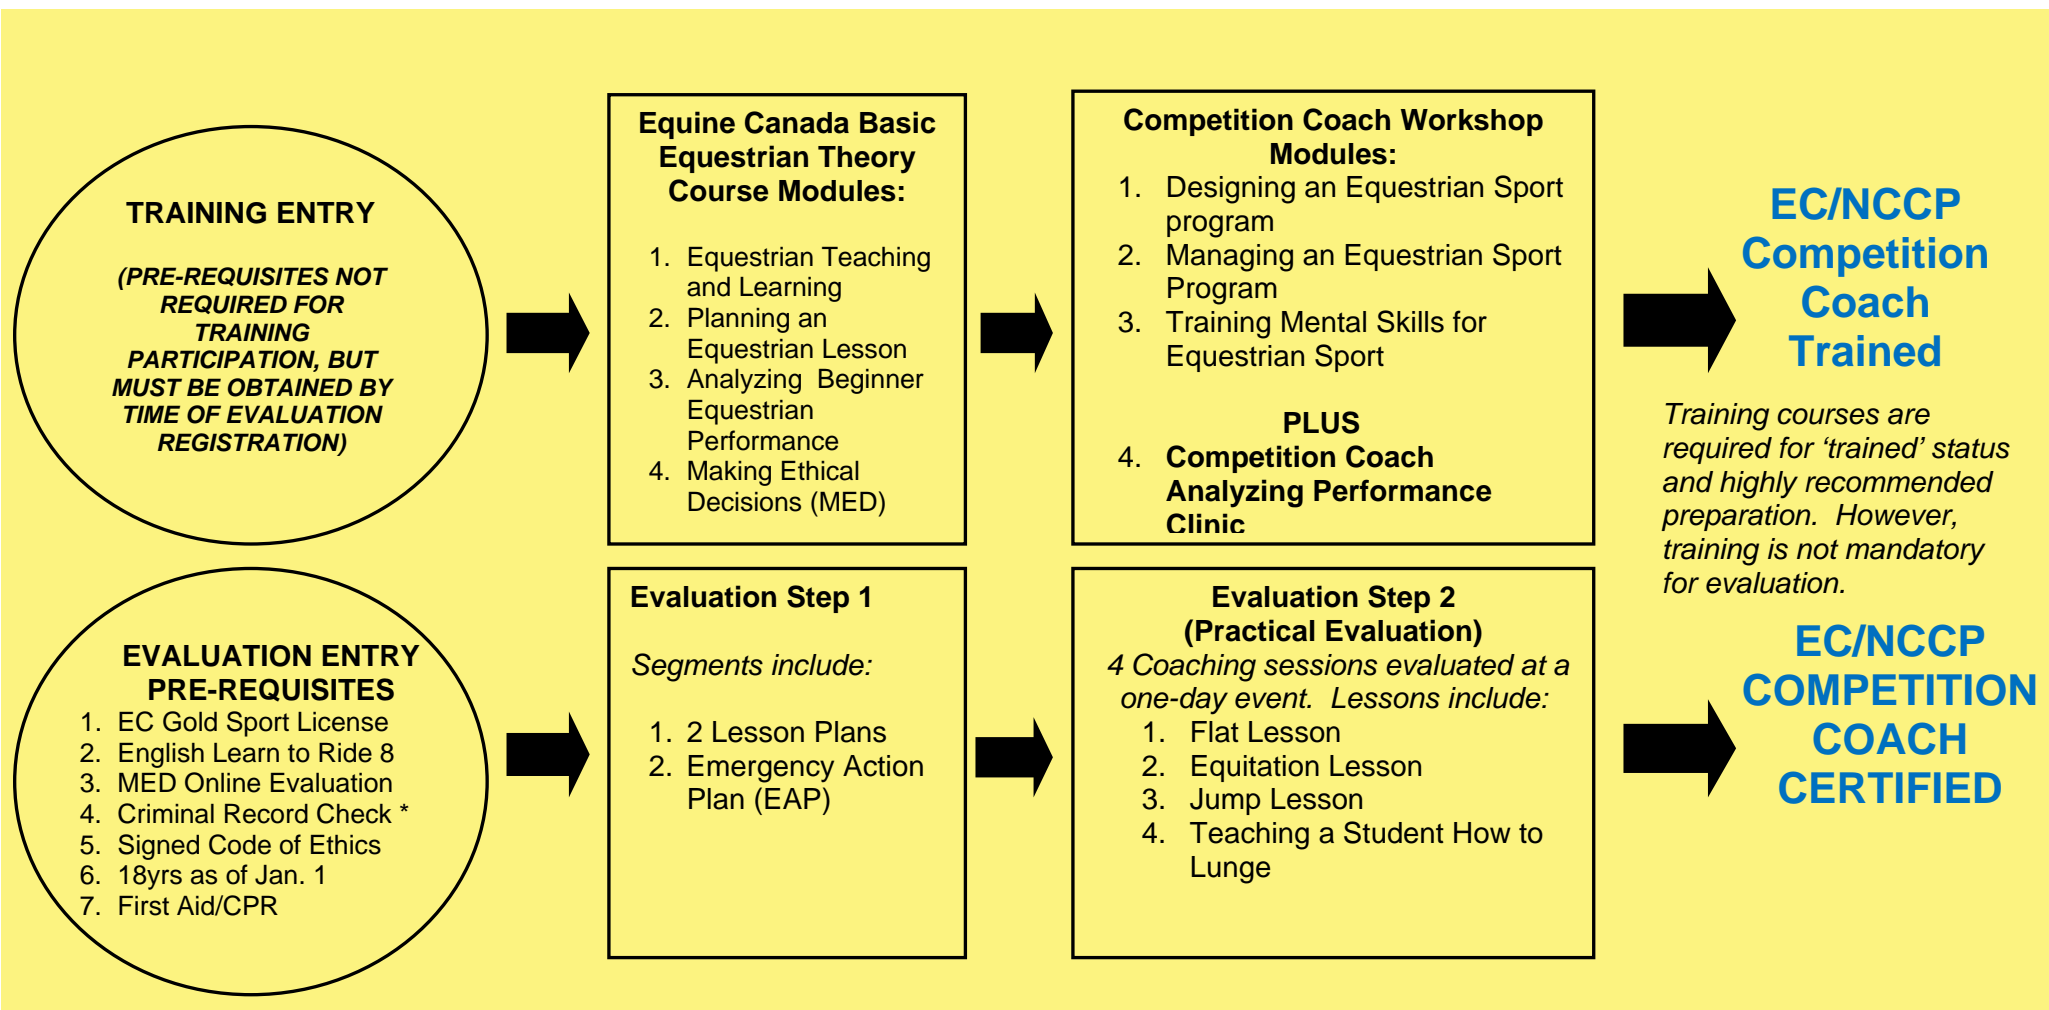 TRAINING ENTRY
(PRE-REQUISITES NOT
REQUIRED FOR
TRAINING
PARTICIPATION, BUT
MUST BE OBTAINED BY
TIME OF EVALUATION
REGISTRATION)
Equine Canada Basic
Equestrian Theory
Course Modules:
1. Equestrian Teaching
and Learning
2. Planning an
Equestrian Lesson
3. Analyzing Beginner
Equestrian
Performance
4. Making Ethical
Decisions (MED)
Competition Coach Workshop
Modules:
1. Designing an Equestrian Sport
program
2. Managing an Equestrian Sport
Program
3. Training Mental Skills for
Equestrian Sport
PLUS
4. Competition Coach
Analyzing Performance
Clinic
EC/NCCP
Competition
Coach
Trained
Training courses are
required for ‘trained’ status
and highly recommended
preparation. However,
training is not mandatory
for evaluation.
EVALUATION ENTRY
PRE-REQUISITES
1. EC Gold Sport License
2. English Learn to Ride 8
3. MED Online Evaluation
4. Criminal Record Check *
5. Signed Code of Ethics
6. 18yrs as of Jan. 1
7. First Aid/CPR
Evaluation Step 1
Segments include:
1. 2 Lesson Plans
2. Emergency Action
Plan (EAP)
Evaluation Step 2
(Practical Evaluation)
4 Coaching sessions evaluated at a
one-day event. Lessons include:
1. Flat Lesson
2. Equitation Lesson
3. Jump Lesson
4. Teaching a Student How to
Lunge
EC/NCCP
COMPETITION
COACH
CERTIFIED